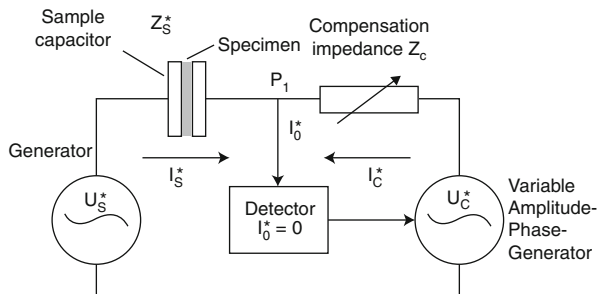 Sample
capacitor
Z*S
Specimen
Compensation
impedance Zc
P1
I*0
Generator
I*S
I*C
U*S
Detector
I*0 = 0
U*C
Variable
Amplitude-
Phase-
Generator